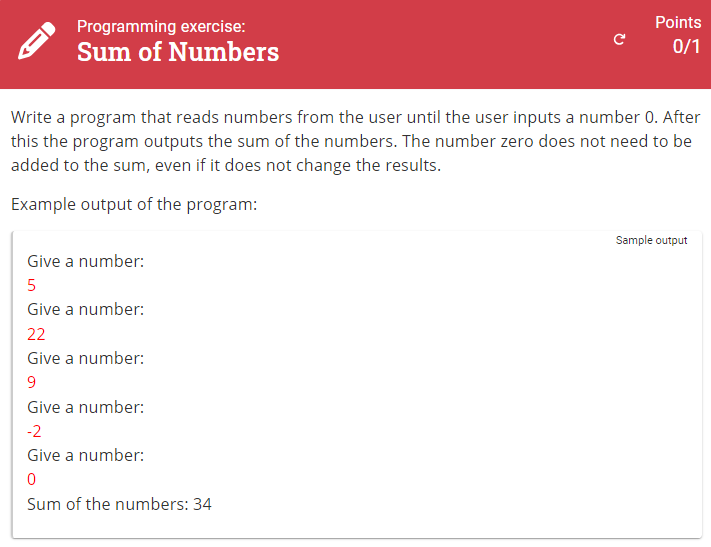 Programming exercise:
Sum of Numbers
Points
0/1
Write a program that reads numbers from the user until the user inputs a number 0. After
this the program outputs the sum of the numbers. The number zero does not need to be
added to the sum, even if it does not change the results.
Example output of the program:
Sample output
Give a number:
5
Give a number:
22
Give a number:
9
Give a number:
-2
Give a number:
0
Sum of the numbers: 34